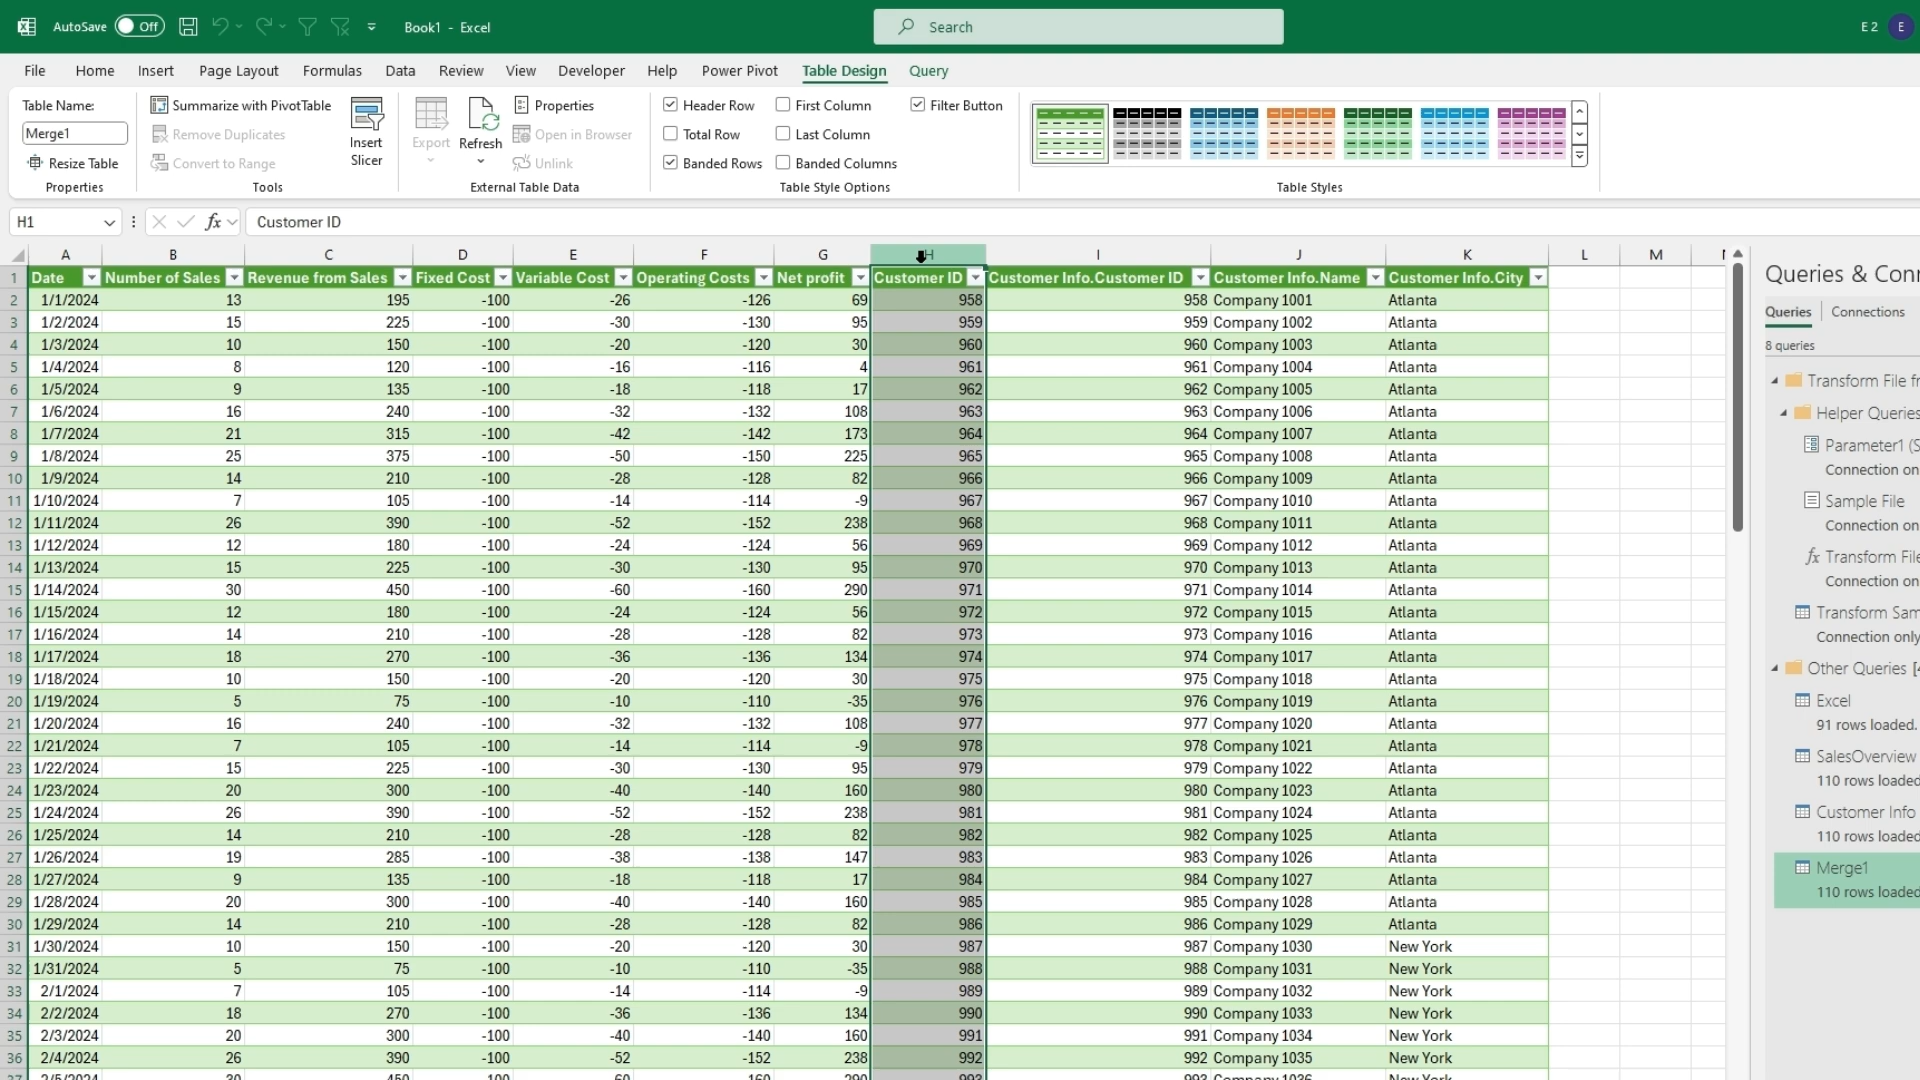 AutoSave Off Book1 - Excel Search E 2 E
File Home Insert Page Layout Formulas Data Review View Developer Help Power Pivot Table Design Query
Table Name: Summarize with PivotTable Properties Header Row First Column Filter Button
Merge1 Remove Duplicates Insert Slicer Export Refresh Open in Browser Total Row Last Column
Resize Table Convert to Range Unlink Banded Rows Banded Columns
Properties Tools External Table Data Table Style Options Table Styles
H1 fx Customer ID
A B C D E F G H I J K L M
1 Date Number of Sales Revenue from Sales Fixed Cost Variable Cost Operating Costs Net profit Customer ID Customer Info.Customer ID Customer Info.Name Customer Info.City
2 1/1/2024 13 195 -100 -26 -126 69 958 958 Company 1001 Atlanta
3 1/2/2024 15 225 -100 -30 -130 95 959 959 Company 1002 Atlanta
4 1/3/2024 10 150 -100 -20 -120 30 960 960 Company 1003 Atlanta
5 1/4/2024 8 120 -100 -16 -116 4 961 961 Company 1004 Atlanta
6 1/5/2024 9 135 -100 -18 -118 17 962 962 Company 1005 Atlanta
7 1/6/2024 16 240 -100 -32 -132 108 963 963 Company 1006 Atlanta
8 1/7/2024 21 315 -100 -42 -142 173 964 964 Company 1007 Atlanta
9 1/8/2024 25 375 -100 -50 -150 225 965 965 Company 1008 Atlanta
10 1/9/2024 14 210 -100 -28 -128 82 966 966 Company 1009 Atlanta
11 1/10/2024 7 105 -100 -14 -114 -9 967 967 Company 1010 Atlanta
12 1/11/2024 26 390 -100 -52 -152 238 968 968 Company 1011 Atlanta
13 1/12/2024 12 180 -100 -24 -124 56 969 969 Company 1012 Atlanta
14 1/13/2024 15 225 -100 -30 -130 95 970 970 Company 1013 Atlanta
15 1/14/2024 30 450 -100 -60 -160 290 971 971 Company 1014 Atlanta
16 1/15/2024 12 180 -100 -24 -124 56 972 972 Company 1015 Atlanta
17 1/16/2024 14 210 -100 -28 -128 82 973 973 Company 1016 Atlanta
18 1/17/2024 18 270 -100 -36 -136 134 974 974 Company 1017 Atlanta
19 1/18/2024 10 150 -100 -20 -120 30 975 975 Company 1018 Atlanta
20 1/19/2024 5 75 -100 -10 -110 -35 976 976 Company 1019 Atlanta
21 1/20/2024 16 240 -100 -32 -132 108 977 977 Company 1020 Atlanta
22 1/21/2024 7 105 -100 -14 -114 -9 978 978 Company 1021 Atlanta
23 1/22/2024 15 225 -100 -30 -130 95 979 979 Company 1022 Atlanta
24 1/23/2024 20 300 -100 -40 -140 160 980 980 Company 1023 Atlanta
25 1/24/2024 26 390 -100 -52 -152 238 981 981 Company 1024 Atlanta
26 1/25/2024 14 210 -100 -28 -128 82 982 982 Company 1025 Atlanta
27 1/26/2024 19 285 -100 -38 -138 147 983 983 Company 1026 Atlanta
28 1/27/2024 9 135 -100 -18 -118 17 984 984 Company 1027 Atlanta
29 1/28/2024 20 300 -100 -40 -140 160 985 985 Company 1028 Atlanta
30 1/29/2024 14 210 -100 -28 -128 82 986 986 Company 1029 Atlanta
31 1/30/2024 10 150 -100 -20 -120 30 987 987 Company 1030 New York
32 1/31/2024 5 75 -100 -10 -110 -35 988 988 Company 1031 New York
33 2/1/2024 7 105 -100 -14 -114 -9 989 989 Company 1032 New York
34 2/2/2024 18 270 -100 -36 -136 134 990 990 Company 1033 New York
35 2/3/2024 20 300 -100 -40 -140 160 991 991 Company 1034 New York
36 2/4/2024 26 390 -100 -52 -152 238 992 992 Company 1035 New York
Queries & Con
Queries Connections
8 queries
Transform File fr
Helper Queries
Parameter1 (S
Connection on
Sample File
Connection on
fx Transform File
Connection on
Transform Sam
Connection only
Other Queries [4
Excel
91 rows loaded.
SalesOverview
110 rows loaded
Customer Info
110 rows loaded
Merge1
110 rows loaded